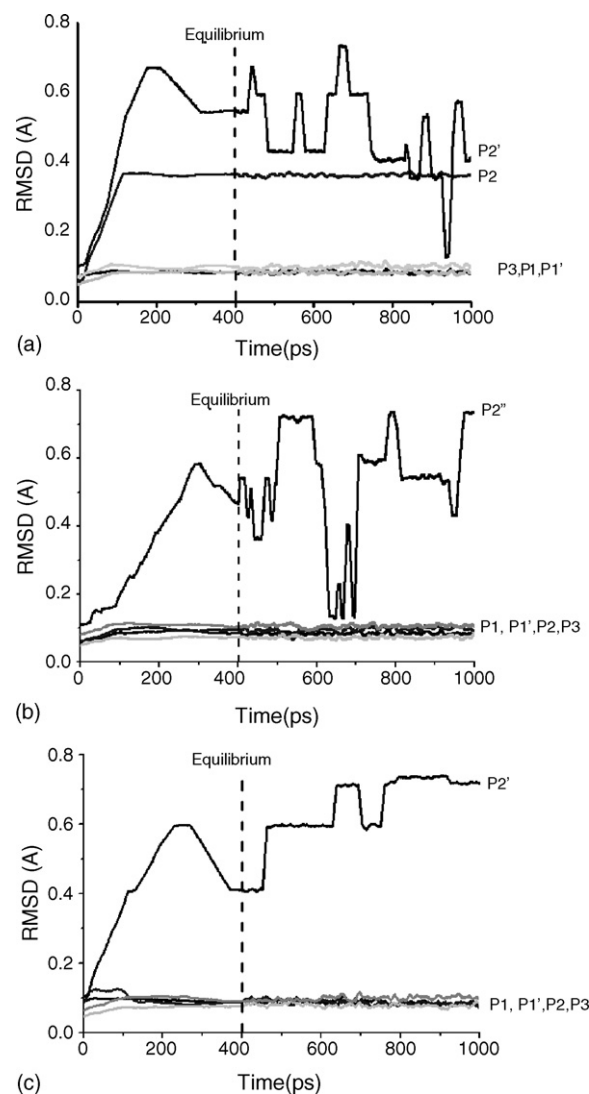 0.8
Equilibrium
0.6
P2'
0.4
P2
RMSD (A)
0.2
P3,P1,P1'
0.0
0 200 400 600 800 1000
(a)
Time(ps)
0.8
Equilibrium
P2"
0.6
0.4
RMSD (A)
0.2
P1, P1',P2,P3
0.0
0 200 400 600 800 1000
(b)
Time(ps)
0.8
Equilibrium
P2'
0.6
0.4
RMSD (A)
0.2
P1, P1',P2,P3
0.0
0 200 400 600 800 1000
(c)
Time(ps)